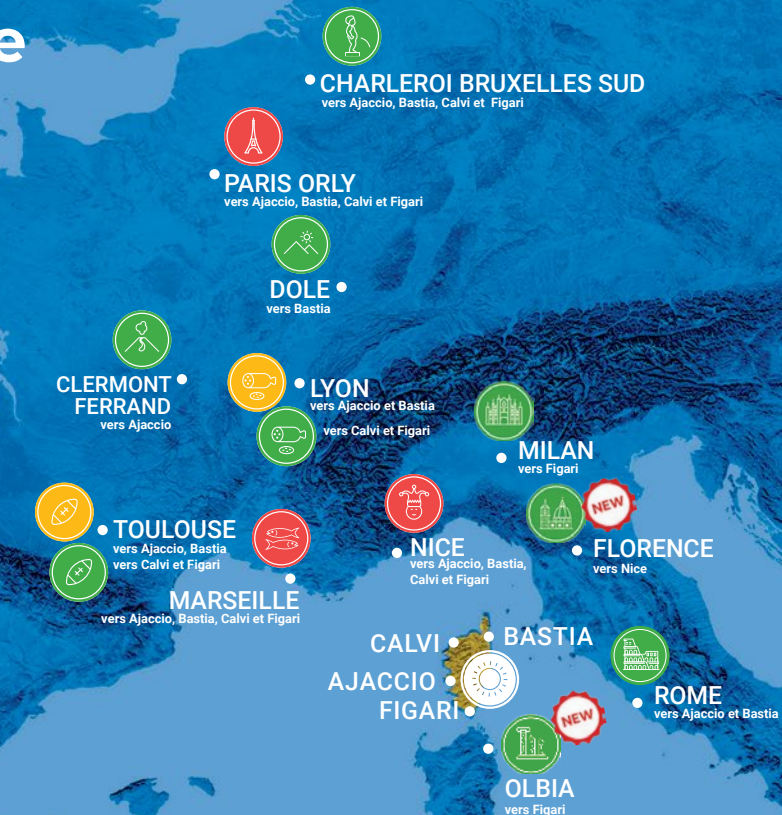 e
CHARLEROI BRUXELLES SUD
vers Ajaccio, Bastia, Calvi et Figari
PARIS ORLY
vers Ajaccio, Bastia, Calvi et Figari
DOLE
vers Bastia
CLERMONT
FERRAND
vers Ajaccio
LYON
vers Ajaccio et Bastia
vers Calvi et Figari
MILAN
vers Figari
TOULOUSE
vers Ajaccio, Bastia
vers Calvi et Figari
MARSEILLE
vers Ajaccio, Bastia, Calvi et Figari
NICE
vers Ajaccio, Bastia,
Calvi et Figari
NEW
FLORENCE
vers Nice
CALVI
BASTIA
AJACCIO
FIGARI
ROME
vers Ajaccio et Bastia
NEW
OLBIA
vers Figari